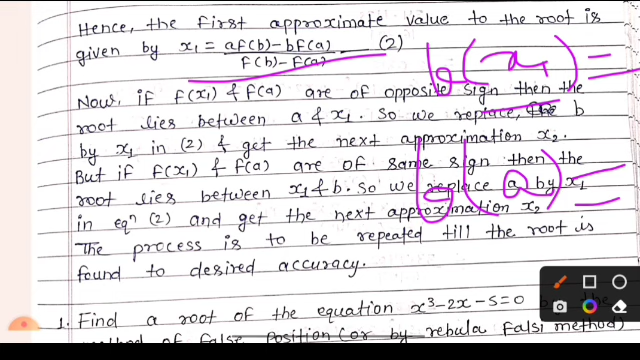 Hence, the first approximate value to the root is
given by x₁ = aF(b)-bF(a) / F(b)-F(a) (2)
Now, if F(x₁) & F(a) are of opposite sign then the
root lies between a & x₁. So we replace, the b
by x₁ in (2) & get the next approximation x₂.
But if F(x₁) & F(a) are of same sign then the
root lies between x₁ & b. So we replace a by x₁
in eqⁿ (2) and get the next approximation x₂.
The process is to be repeated till the root is
found to desired accuracy.
1. Find a root of the equation x³-2x-5=0 the
method of false position (or by rebula falsi method)